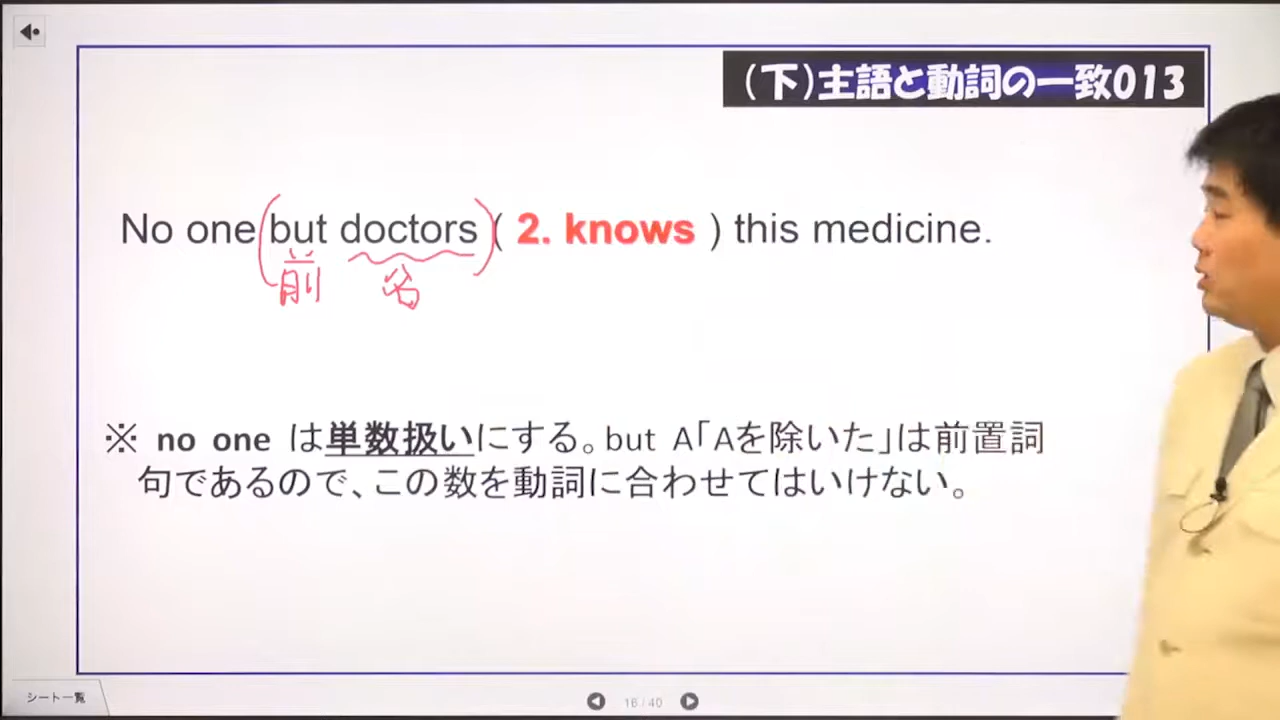 (下)主語と動詞の一致013
No one (but doctors) ( 2. knows ) this medicine.
前 名
※ no one は単数扱いにする。but A「Aを除いた」は前置詞
句であるので、この数を動詞に合わせてはいけない。
シート一覧
16 / 40